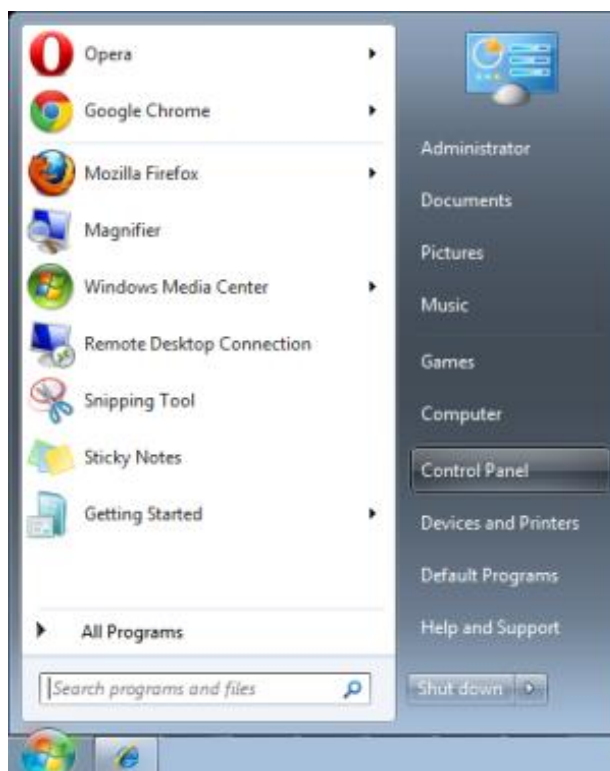 Opera
Google Chrome
Mozilla Firefox
Magnifier
Windows Media Center
Remote Desktop Connection
Snipping Tool
Sticky Notes
Getting Started
All Programs
Search programs and files
Administrator
Documents
Pictures
Music
Games
Computer
Control Panel
Devices and Printers
Default Programs
Help and Support
Shut down